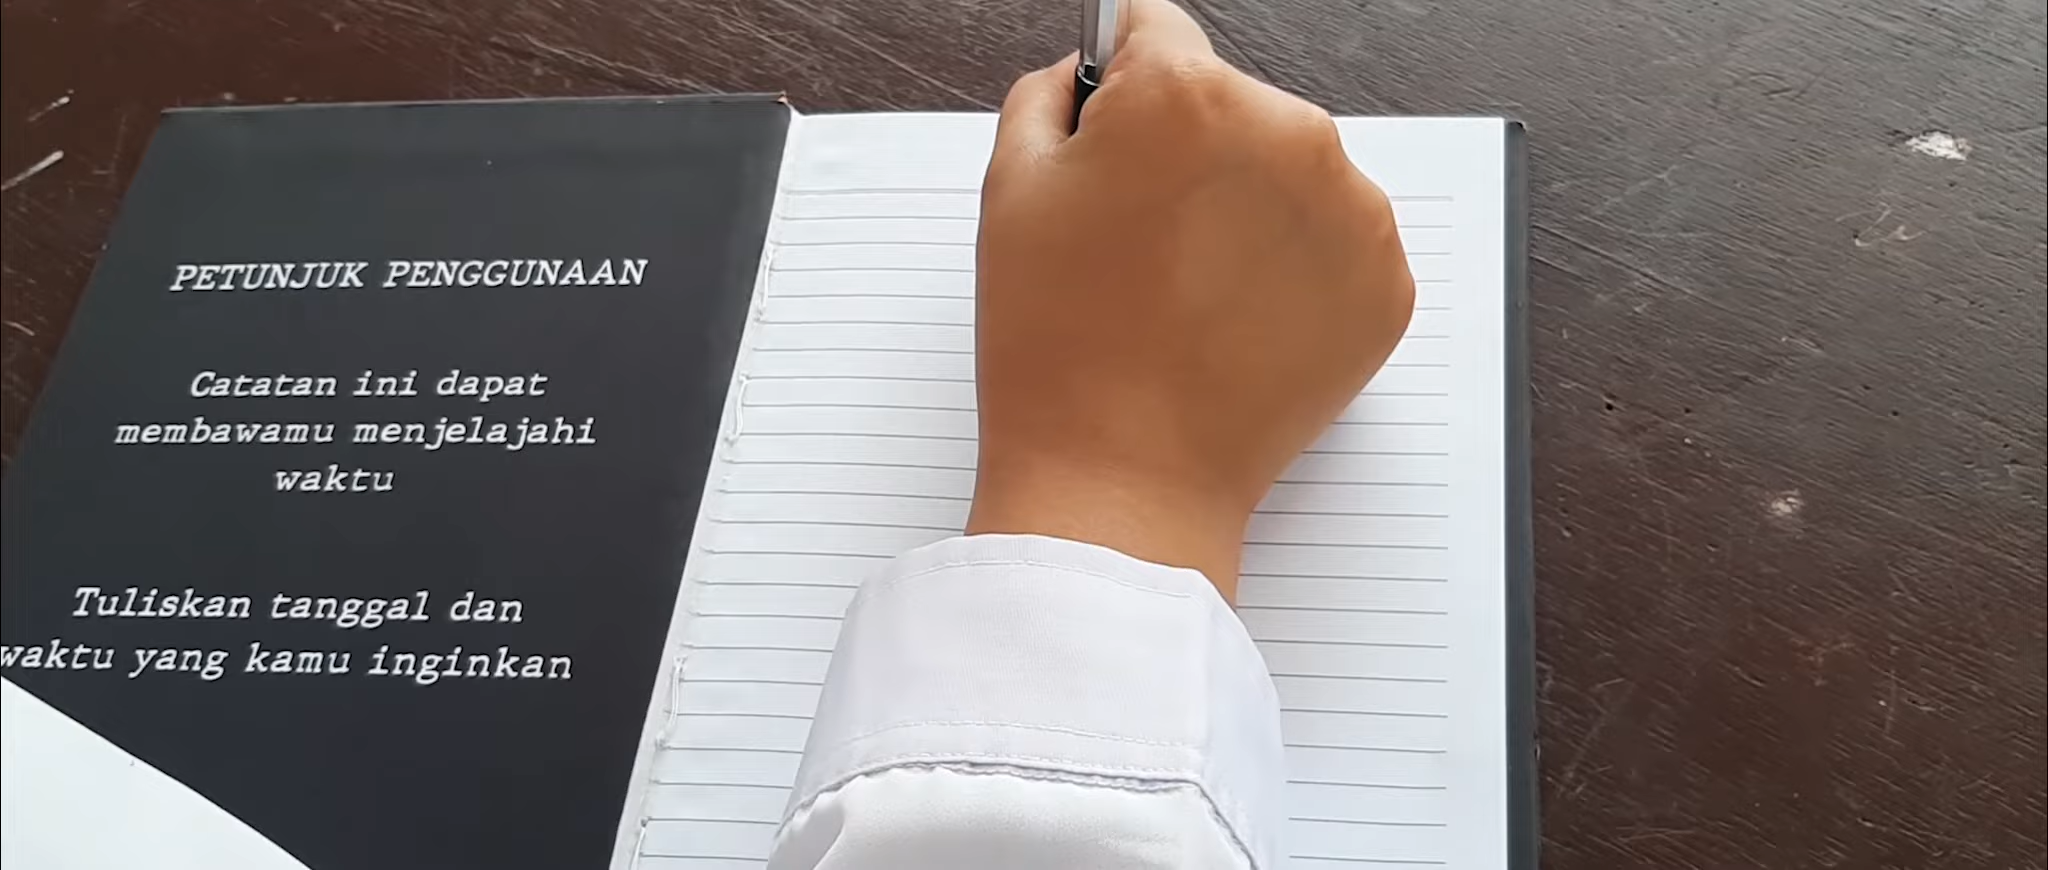 PETUNJUK PENGGUNAAN
Catatan ini dapat
membawamu menjelajahi
waktu
Tuliskan tanggal dan
waktu yang kamu inginkan